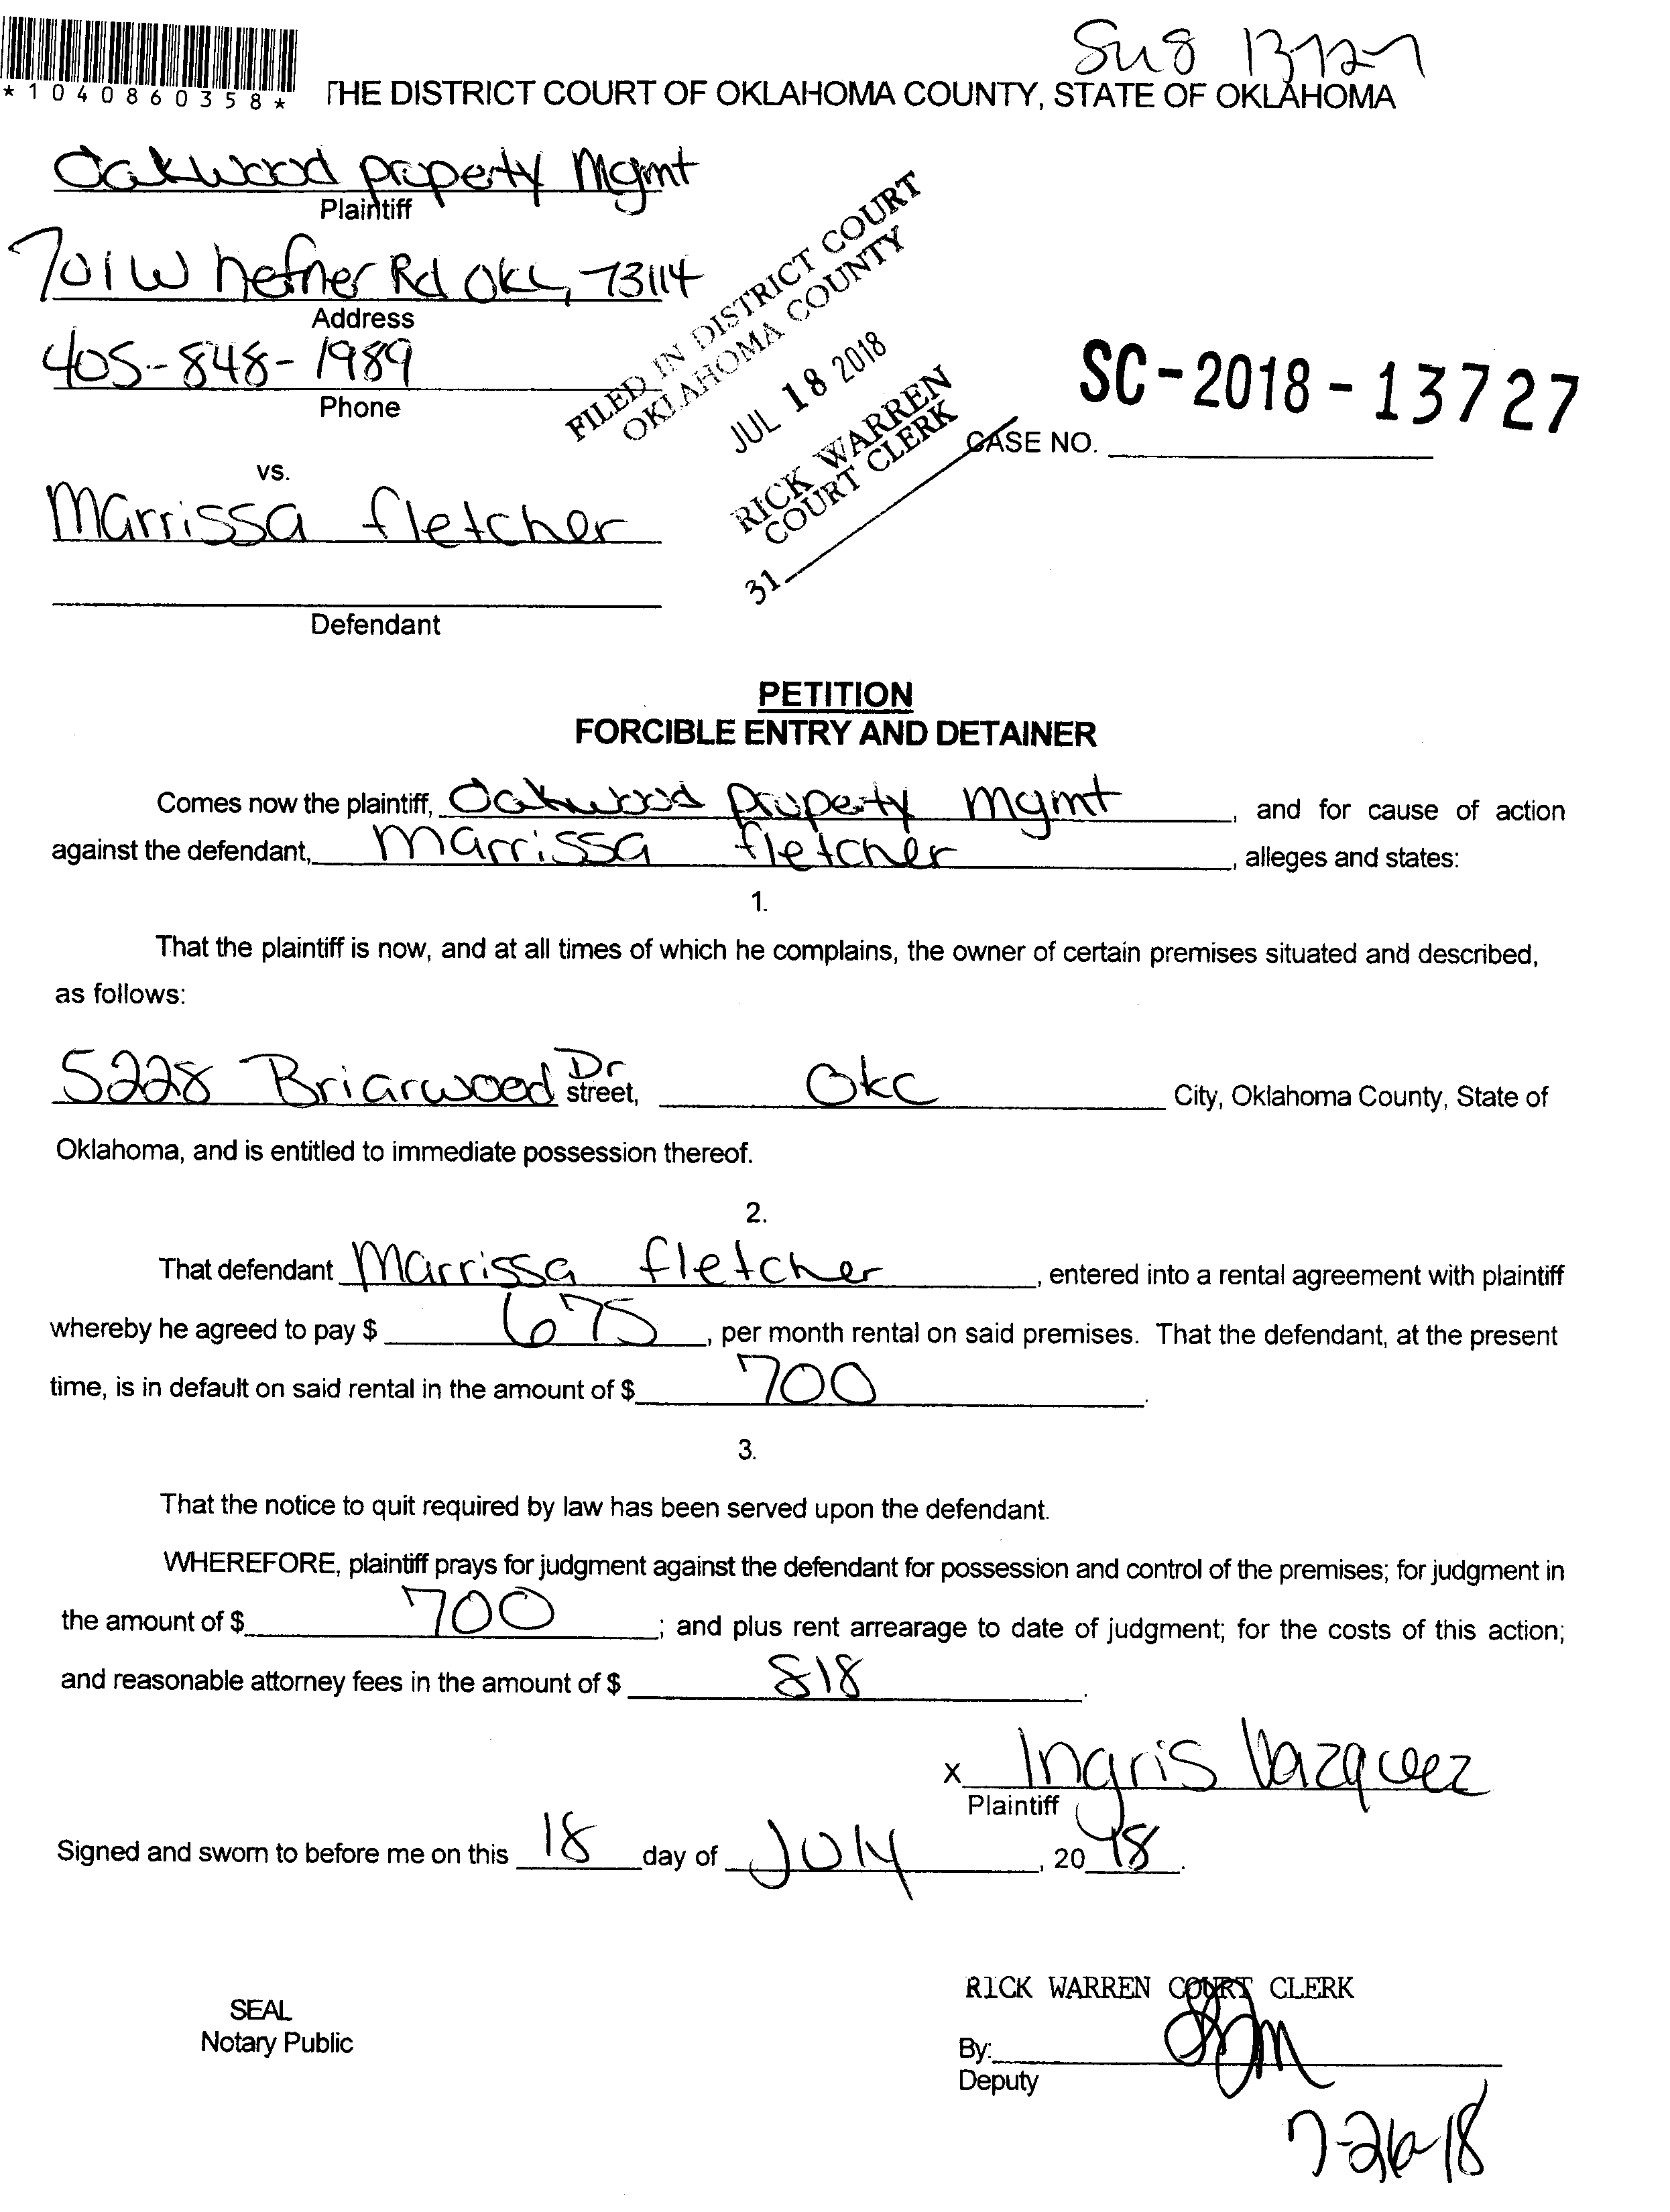 Su8 13727
*1040860358*
THE DISTRICT COURT OF OKLAHOMA COUNTY, STATE OF OKLAHOMA
Oakwood property Mgmt
Plaintiff
701 W hefner Rd OKC, 73114
Address
405-848-1989
Phone
FILED IN DISTRICT COURT
OKLAHOMA COUNTY
JUL 18 2018
RICK WARREN
COURT CLERK
31
SC-2018-13727
CASE NO.
vs.
Marrissa fletcher
Defendant
PETITION
FORCIBLE ENTRY AND DETAINER
Comes now the plaintiff, Oakwood property mgmt, and for cause of action
against the defendant, Marrissa fletcher, alleges and states:
1.
That the plaintiff is now, and at all times of which he complains, the owner of certain premises situated and described,
as follows:
5228 Briarwood Dr street, Okc City, Oklahoma County, State of
Oklahoma, and is entitled to immediate possession thereof.
2.
That defendant Marrissa fletcher, entered into a rental agreement with plaintiff
whereby he agreed to pay $ 675, per month rental on said premises. That the defendant, at the present
time, is in default on said rental in the amount of $ 700.
3.
That the notice to quit required by law has been served upon the defendant.
WHEREFORE, plaintiff prays for judgment against the defendant for possession and control of the premises; for judgment in
the amount of $ 700; and plus rent arrearage to date of judgment; for the costs of this action;
and reasonable attorney fees in the amount of $ 818.
x Ingris Vazquez
Plaintiff
Signed and sworn to before me on this 18 day of July, 2018.
RICK WARREN COURT CLERK
SEAL
Notary Public
By:
Deputy
7-26-18